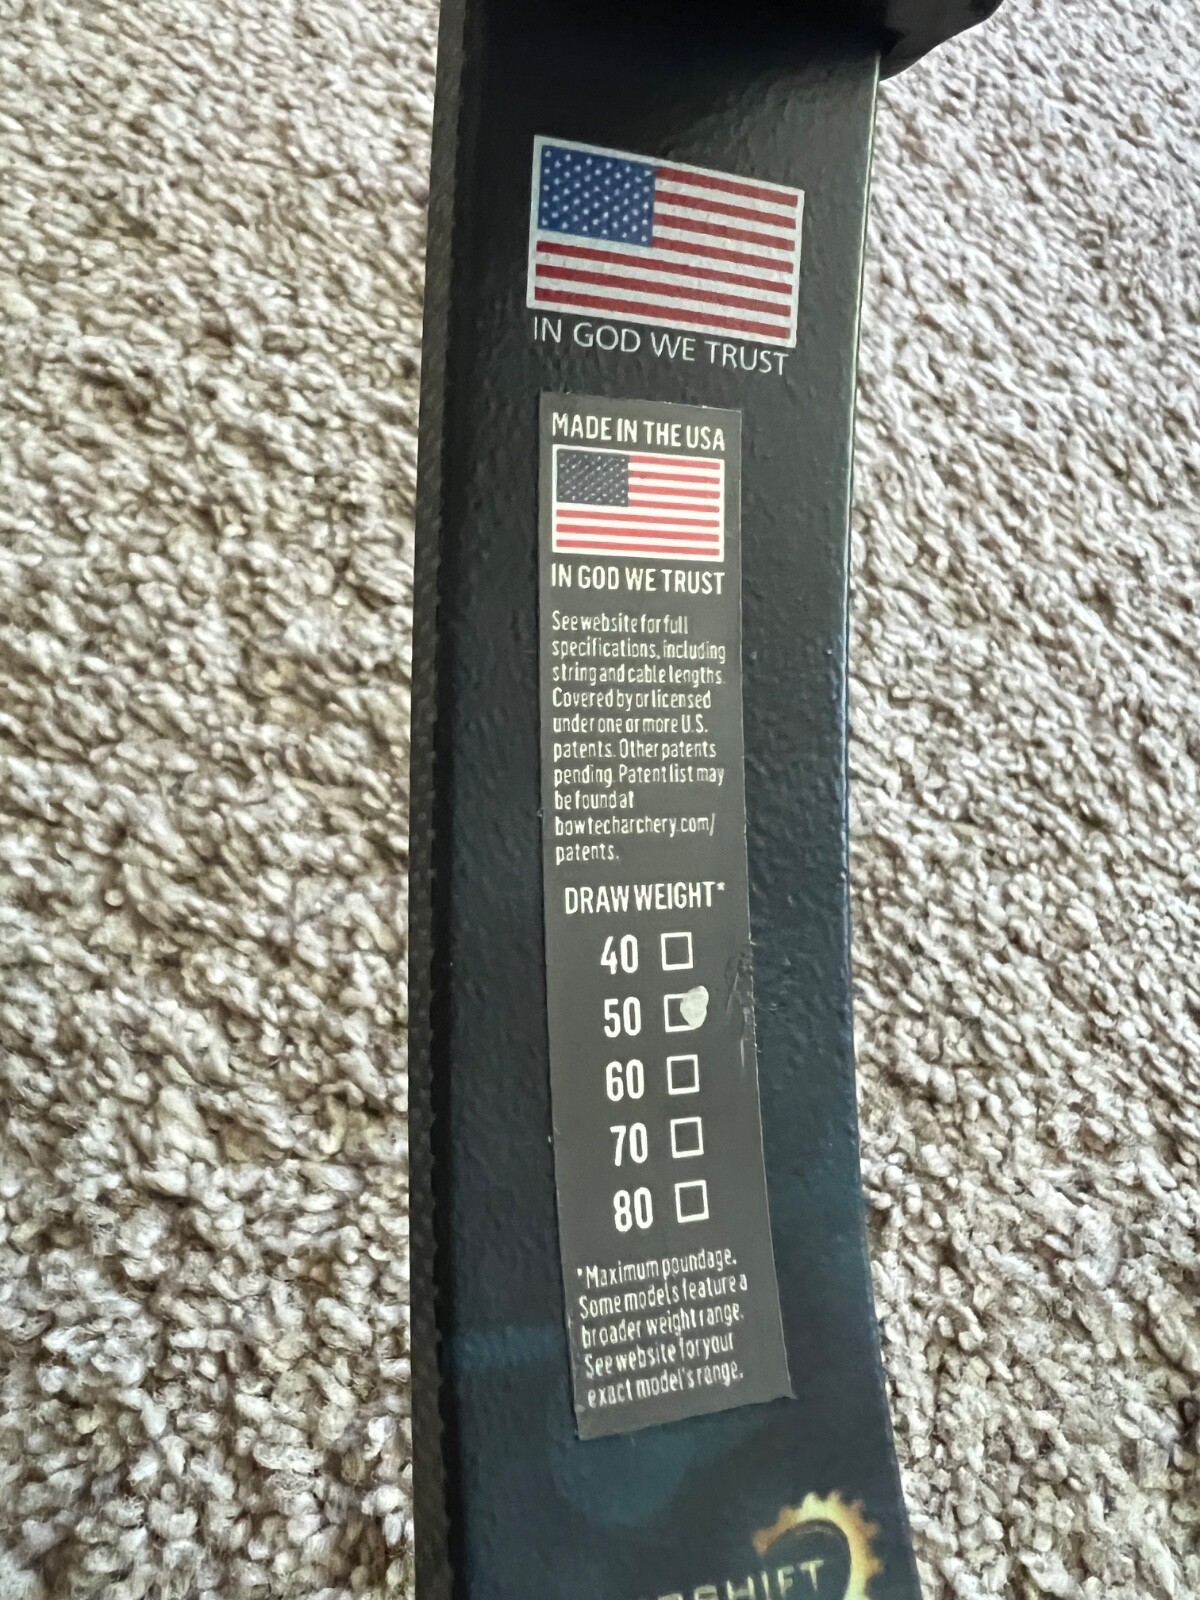 IN GOD WE TRUST
MADE IN THE USA
IN GOD WE TRUST
See website for full
specifications, including
string and cable lengths.
Covered by or licensed
under one or more U.S.
patents. Other patents
pending. Patent list may
be found at
bowtecharchery.com/
patents.
DRAW WEIGHT*
40
50
60
70
80
*Maximum poundage.
Some models feature a
broader weight range.
See website for your
exact model's range.